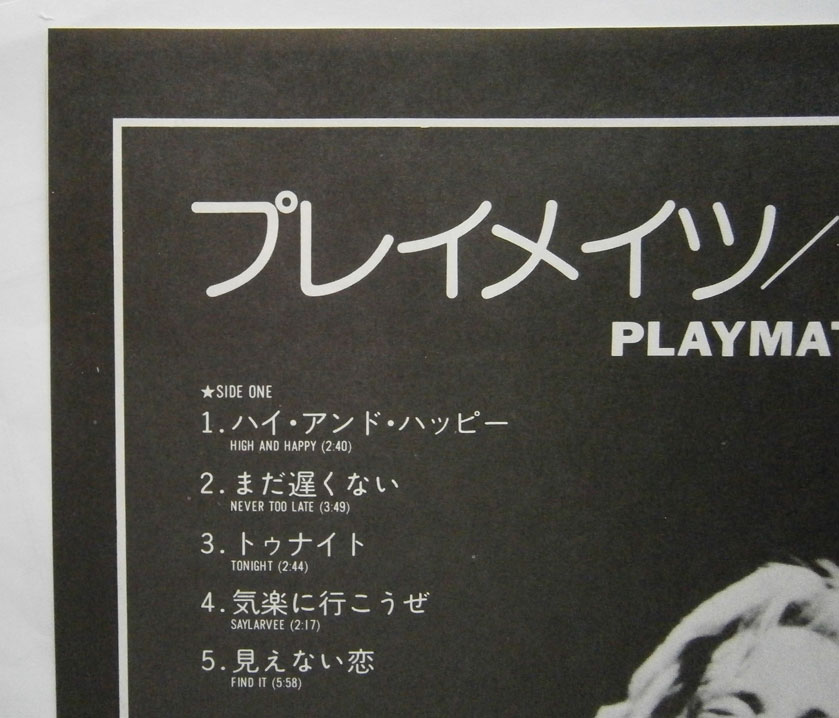 プレイメイツ/
PLAYMAT
★SIDE ONE
1.ハイ・アンド・ハッピー
HIGH AND HAPPY (2:40)
2.まだ遅くない
NEVER TOO LATE (3:49)
3.トゥナイト
TONIGHT (2:44)
4.気楽に行こうぜ
SAYLARVEE (2:17)
5.見えない恋
FIND IT (5:58)